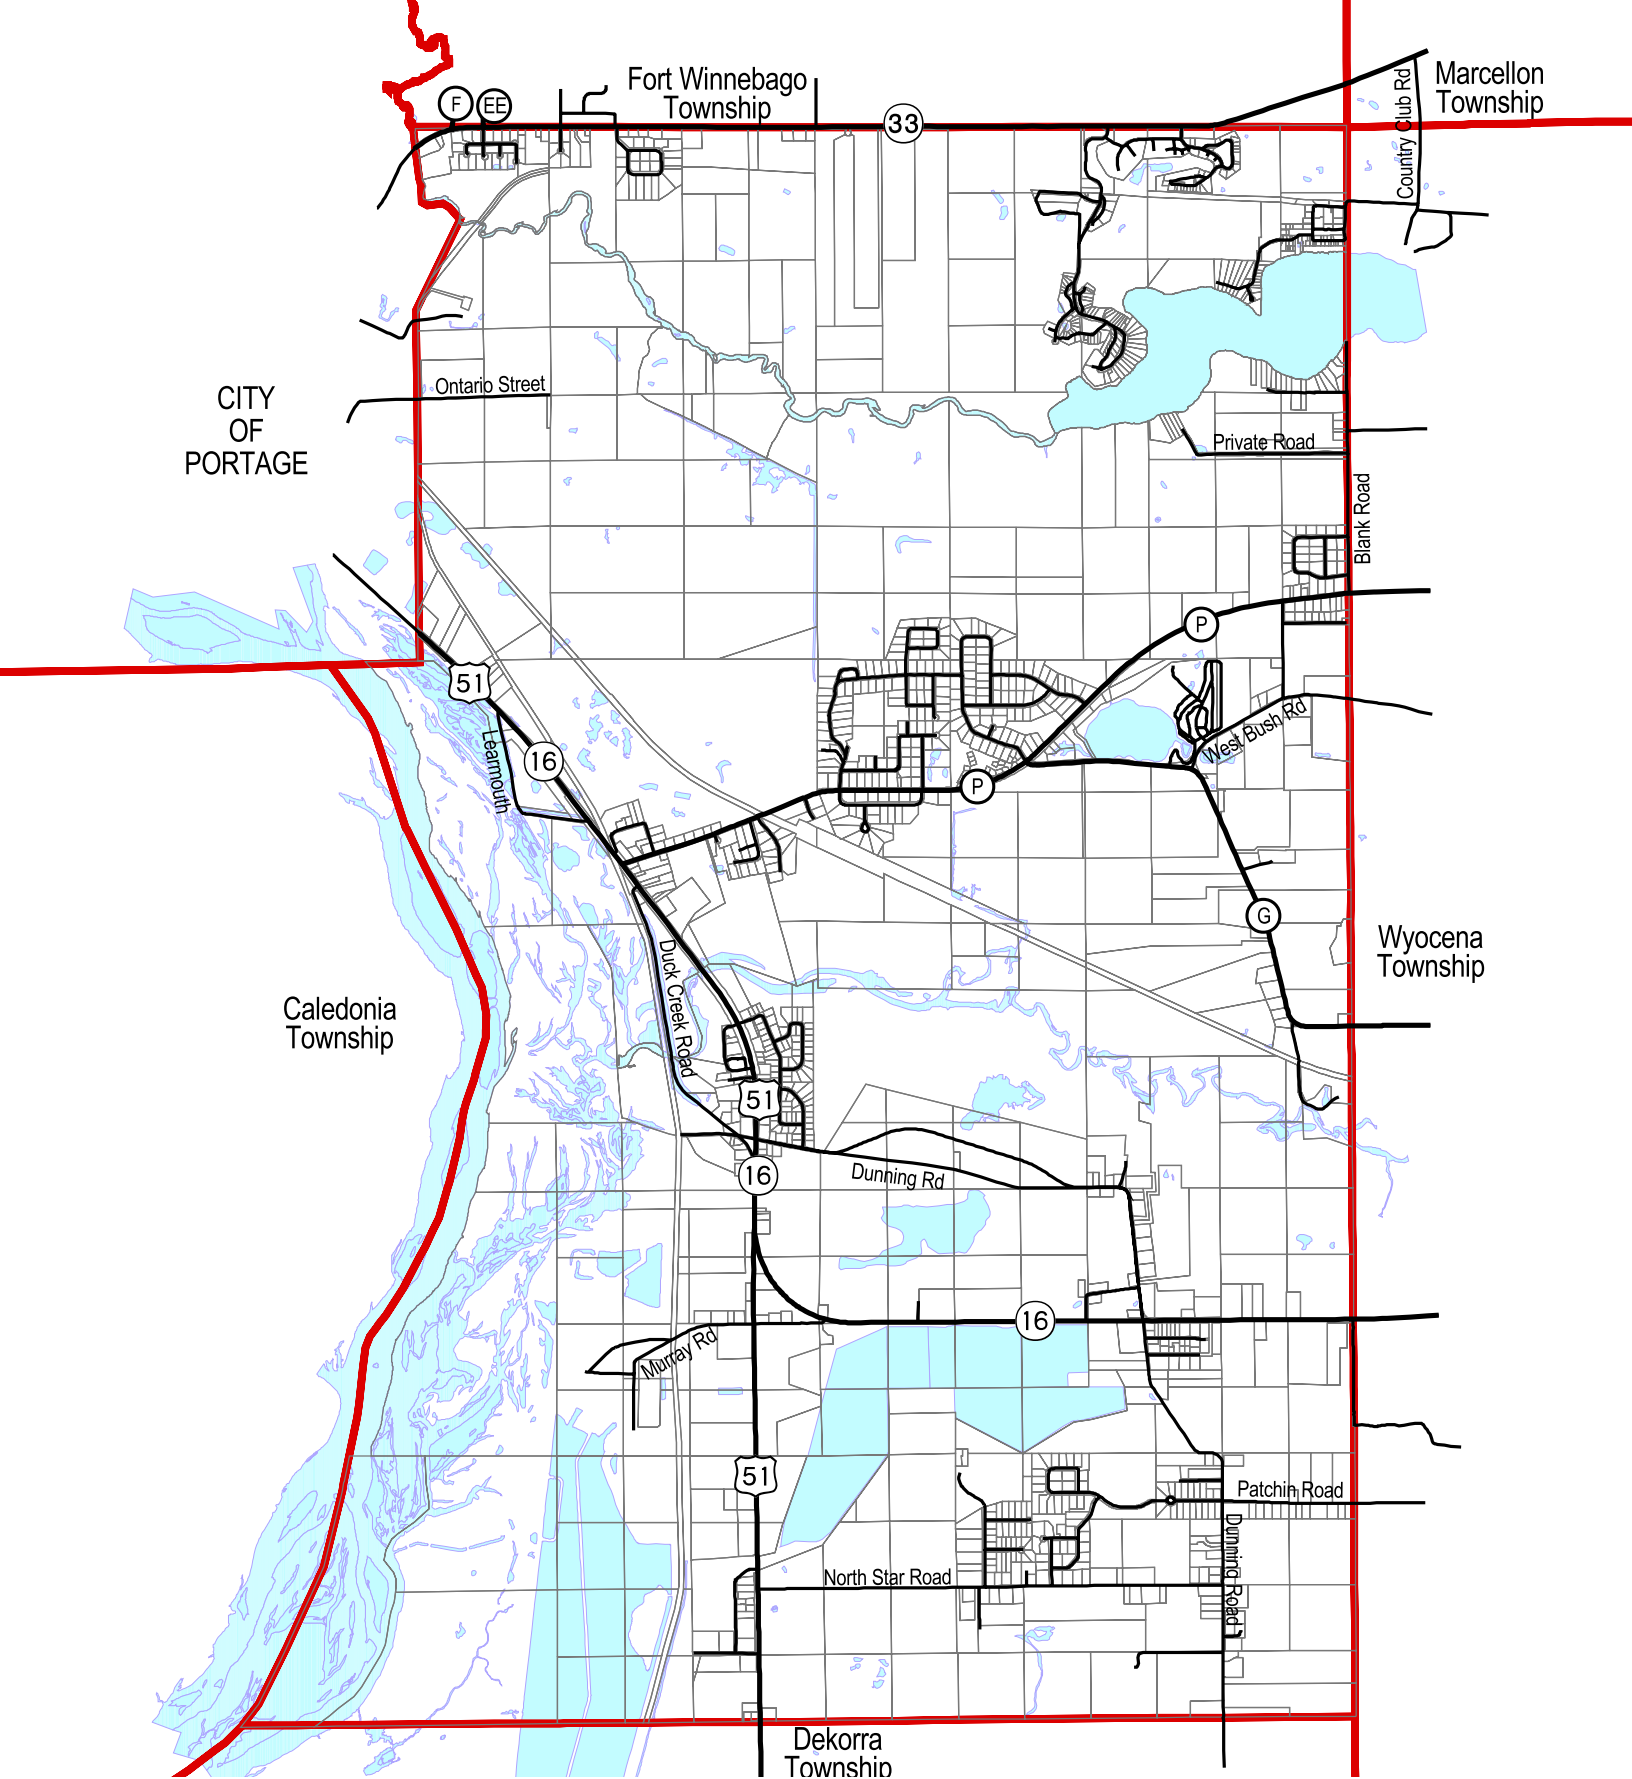 Fort Winnebago
Township
Marcellon
Township
F
EE
33
Country Club Rd
CITY
OF
PORTAGE
Ontario Street
Private Road
Blank Road
P
51
Learmouth
16
West Bush Rd
P
G
Wyocena
Township
Duck Creek Road
Caledonia
Township
51
16
Dunning Rd
16
Murray Rd
51
Patchin Road
Dunning Road
North Star Road
Dekorra
Township